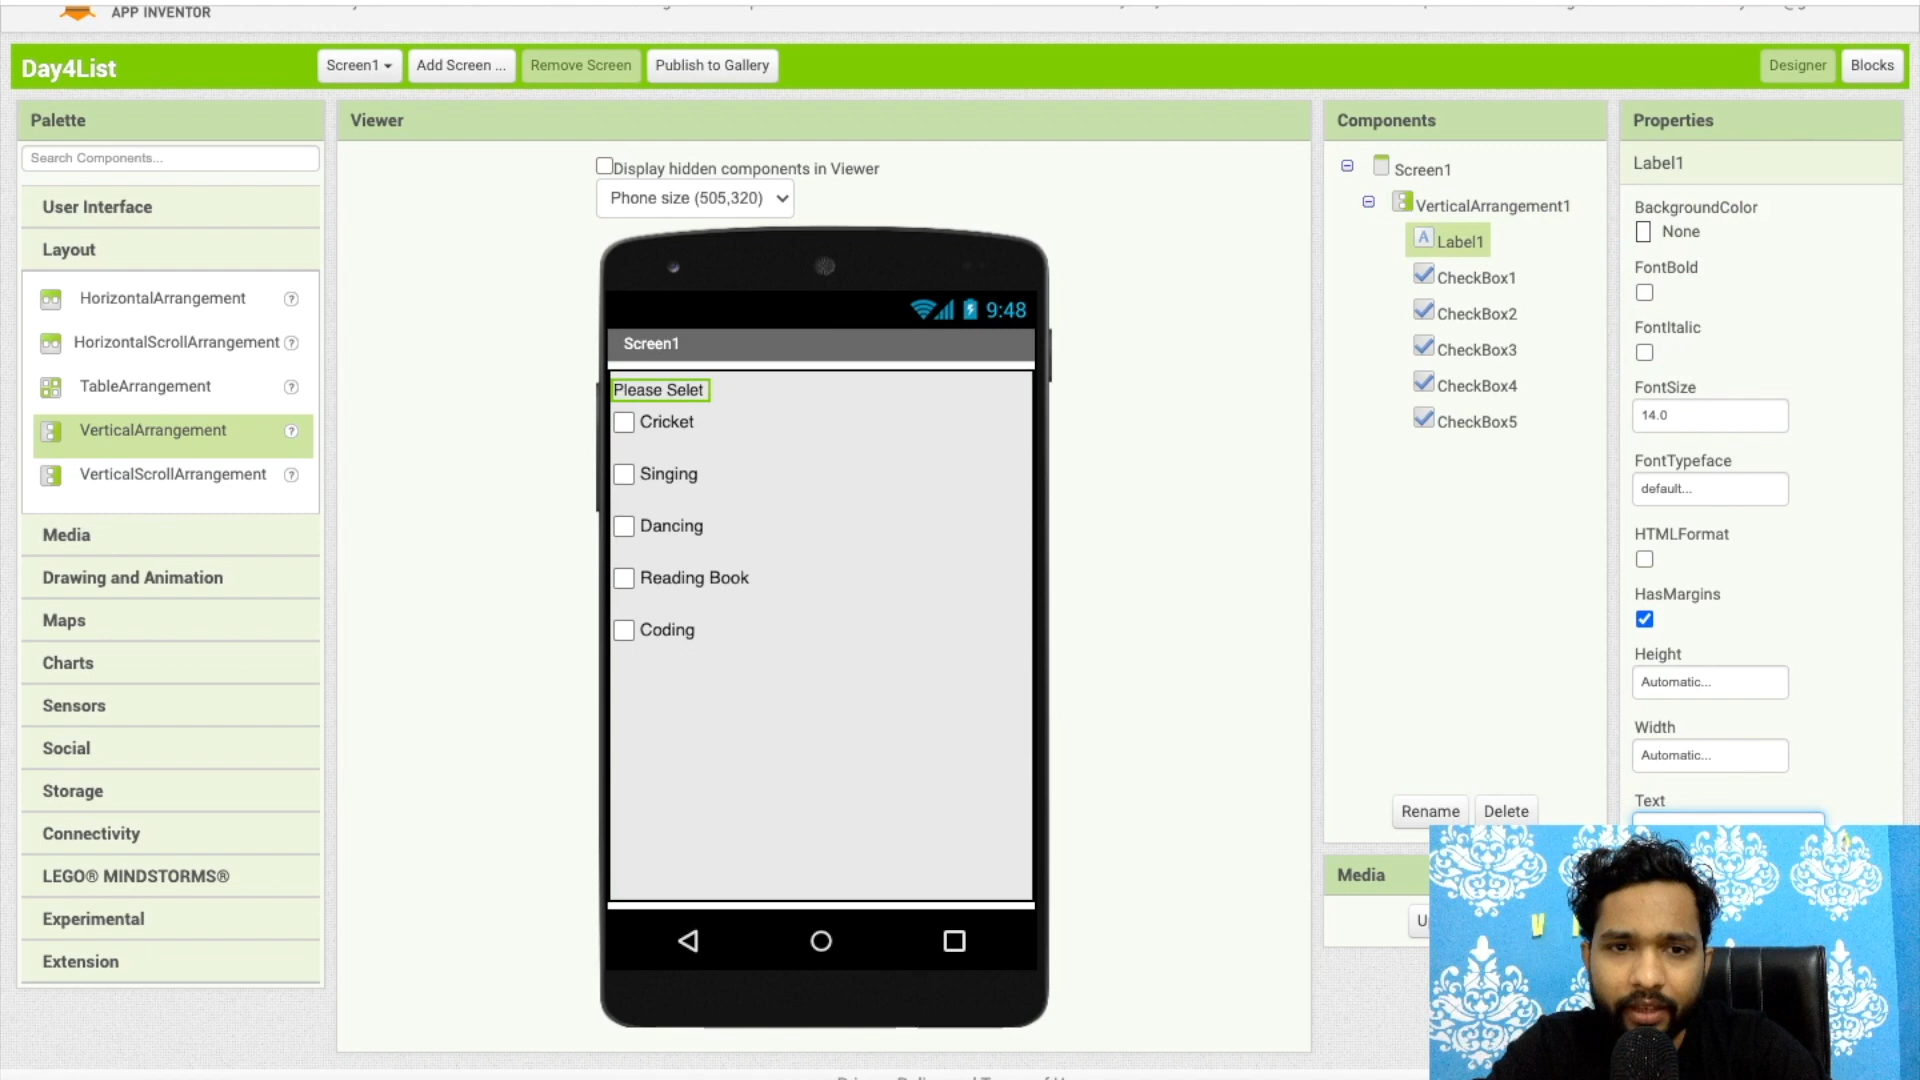 APP INVENTOR
Day4List
Screen1
Add Screen ...
Remove Screen
Publish to Gallery
Designer
Blocks
Palette
Viewer
Components
Properties
Search Components...
User Interface
Layout
HorizontalArrangement
HorizontalScrollArrangement
TableArrangement
VerticalArrangement
VerticalScrollArrangement
Media
Drawing and Animation
Maps
Charts
Sensors
Social
Storage
Connectivity
LEGO® MINDSTORMS®
Experimental
Extension
Display hidden components in Viewer
Phone size (505,320)
9:48
Screen1
Please Selet
Cricket
Singing
Dancing
Reading Book
Coding
Screen1
VerticalArrangement1
Label1
CheckBox1
CheckBox2
CheckBox3
CheckBox4
CheckBox5
Rename
Delete
Media
Label1
BackgroundColor
None
FontBold
FontItalic
FontSize
14.0
FontTypeface
default...
HTMLFormat
HasMargins
Height
Automatic...
Width
Automatic...
Text